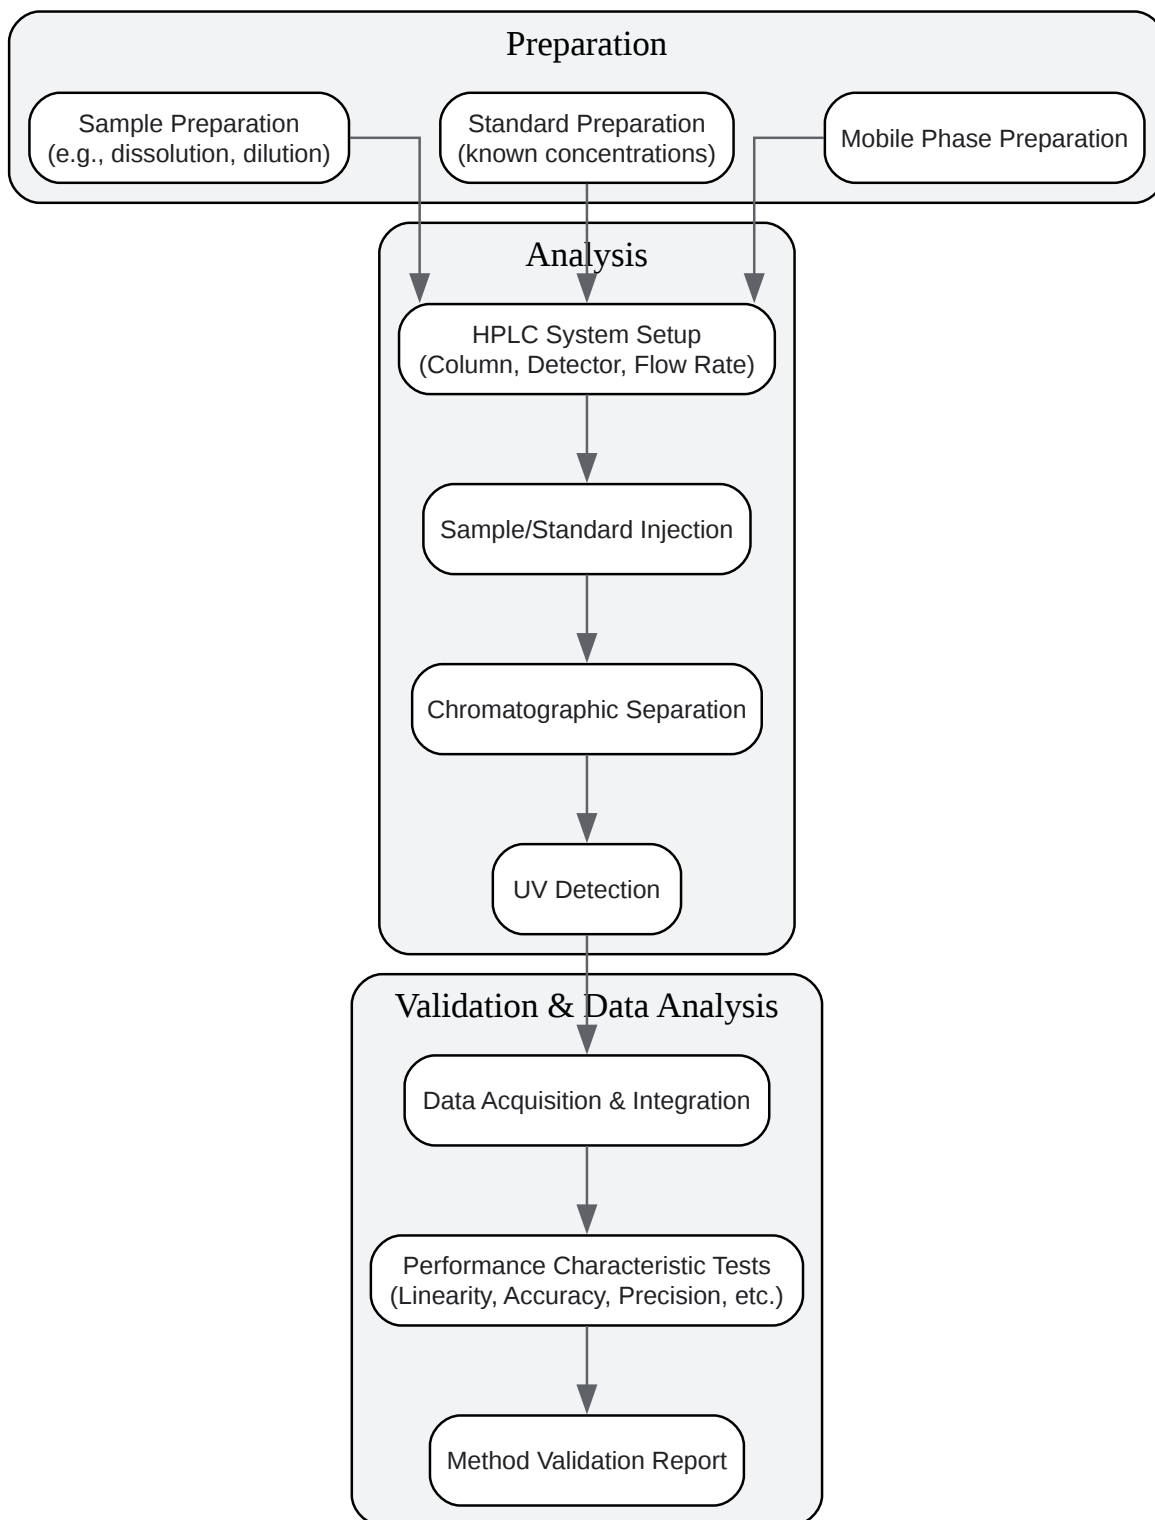 Preparation
Sample Preparation
(e.g., dissolution, dilution)
Standard Preparation
(known concentrations)
Mobile Phase Preparation
Analysis
HPLC System Setup
(Column, Detector, Flow Rate)
Sample/Standard Injection
Chromatographic Separation
UV Detection
Validation & Data Analysis
Data Acquisition & Integration
Performance Characteristic Tests
(Linearity, Accuracy, Precision, etc.)
Method Validation Report